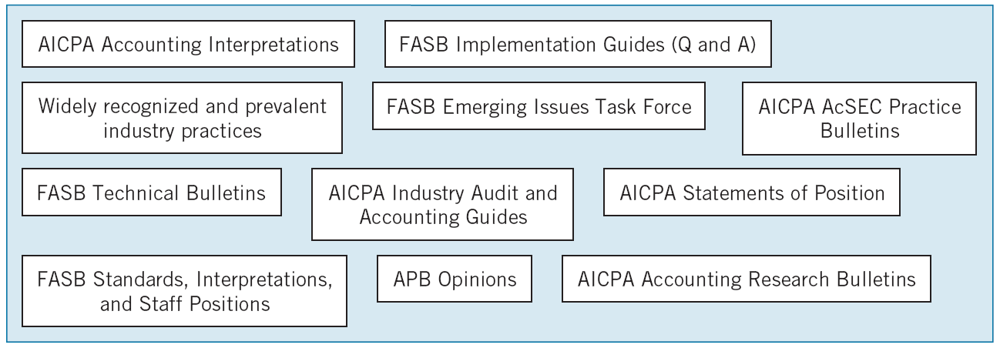 AICPA Accounting Interpretations
FASB Implementation Guides (Q and A)
Widely recognized and prevalent
industry practices
FASB Emerging Issues Task Force
AICPA AcSEC Practice
Bulletins
FASB Technical Bulletins
AICPA Industry Audit and
Accounting Guides
AICPA Statements of Position
FASB Standards, Interpretations,
and Staff Positions
APB Opinions
AICPA Accounting Research Bulletins